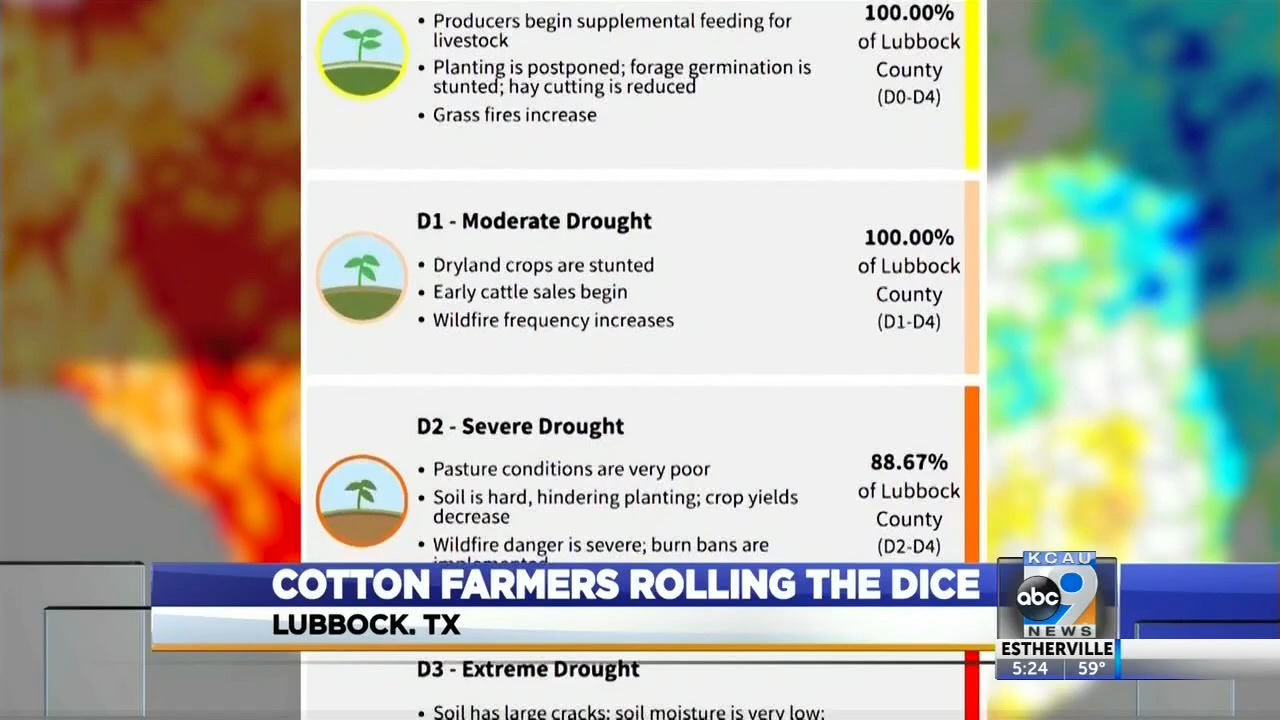 • Producers begin supplemental feeding for
livestock
• Planting is postponed; forage germination is
stunted; hay cutting is reduced
• Grass fires increase
100.00%
of Lubbock
County
(D0-D4)
D1 - Moderate Drought
• Dryland crops are stunted
• Early cattle sales begin
• Wildfire frequency increases
100.00%
of Lubbock
County
(D1-D4)
D2 - Severe Drought
• Pasture conditions are very poor
• Soil is hard, hindering planting; crop yields
decrease
• Wildfire danger is severe; burn bans are
88.67%
of Lubbock
County
(D2-D4)
COTTON FARMERS ROLLING THE DICE
LUBBOCK, TX
KCAU
abc 9
NEWS
ESTHERVILLE
5:24 59°
D3 - Extreme Drought
• Soil has large cracks; soil moisture is very low;